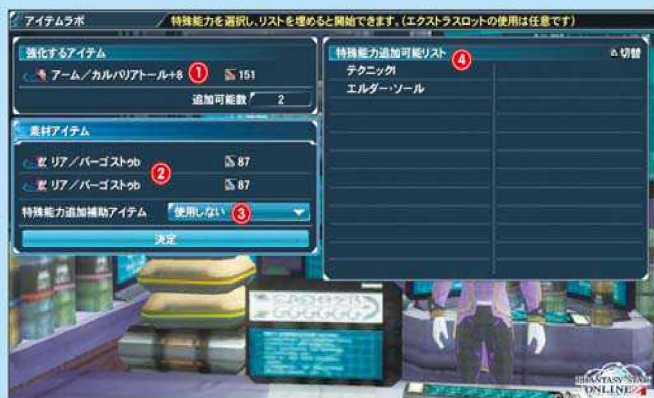 アイテムラボ
特殊能力を選択し、リストを埋めると開始できます。(エクストラスロットの使用は任意です)
強化するアイテム
アーム／カルバリアトール+8 ① 151
追加可能数 2
素材アイテム
リア／バーゴストゥb 87
②
リア／バーゴストゥb 87
特殊能力追加補助アイテム 使用しない ③
決定
特殊能力追加可能リスト ④ 切替
テクニックI
エルダー・ソール
PHANTASY STAR
ONLINE 2